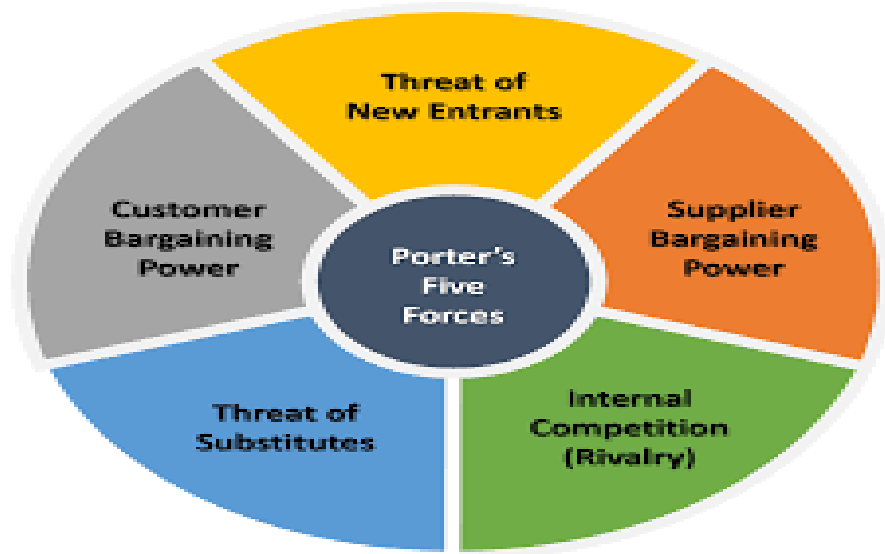 Threat of
New Entrants
Customer
Bargaining
Power
Supplier
Bargaining
Power
Porter's
Five
Forces
Threat of
Substitutes
Internal
Competition
(Rivalry)